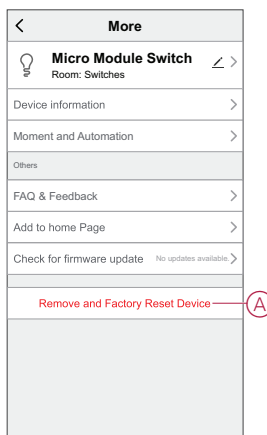 More
Micro Module Switch
Room: Switches
Device information
Moment and Automation
Others
FAQ & Feedback
Add to home Page
Check for firmware update No updates available.
Remove and Factory Reset Device
A